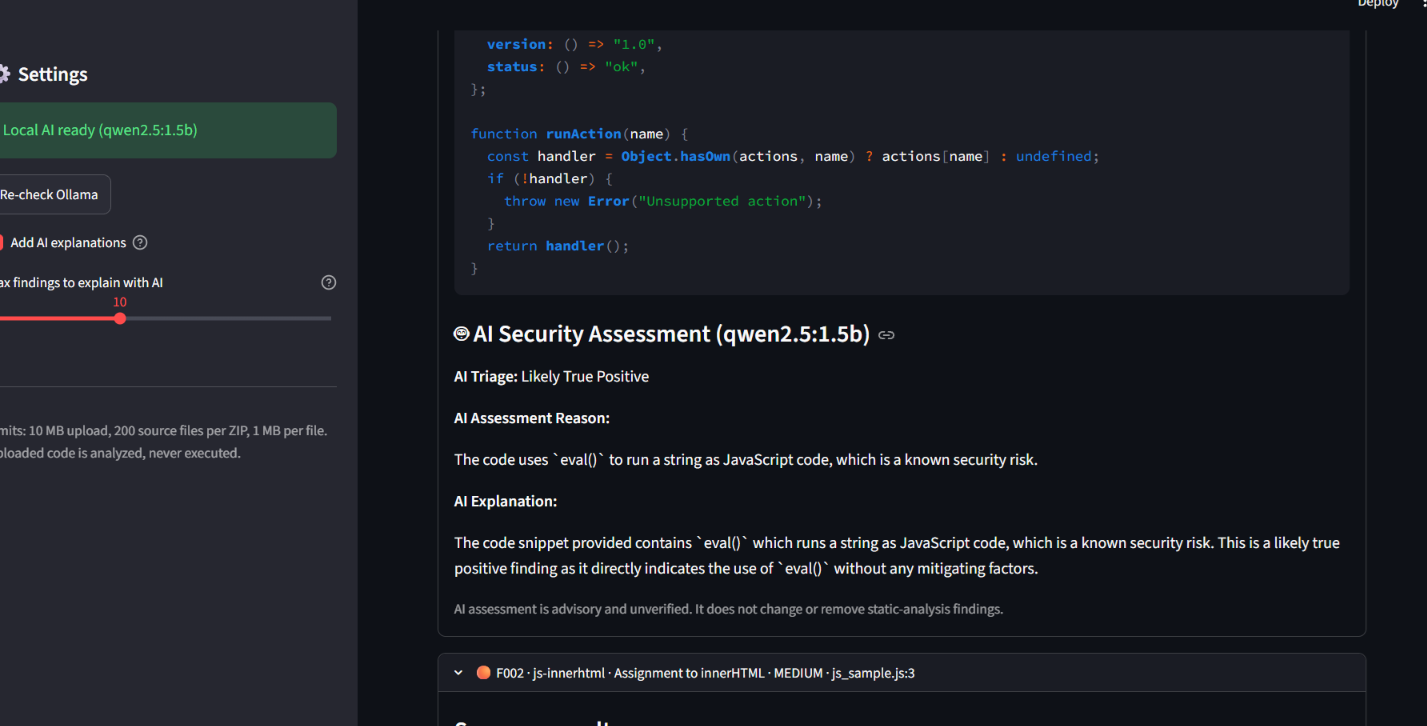 Deploy
Settings
Local AI ready (qwen2.5:1.5b)
Re-check Ollama
Add AI explanations
ax findings to explain with AI
10
mits: 10 MB upload, 200 source files per ZIP, 1 MB per file.
ploaded code is analyzed, never executed.
version: () => "1.0",
status: () => "ok",
};
function runAction(name) {
const handler = Object.hasOwn(actions, name) ? actions[name] : undefined;
if (!handler) {
throw new Error("Unsupported action");
}
return handler();
}
AI Security Assessment (qwen2.5:1.5b)
AI Triage: Likely True Positive
AI Assessment Reason:
The code uses `eval()` to run a string as JavaScript code, which is a known security risk.
AI Explanation:
The code snippet provided contains `eval()` which runs a string as JavaScript code, which is a known security risk. This is a likely true
positive finding as it directly indicates the use of `eval()` without any mitigating factors.
AI assessment is advisory and unverified. It does not change or remove static-analysis findings.
F002 · js-innerhtml · Assignment to innerHTML · MEDIUM · js_sample.js:3